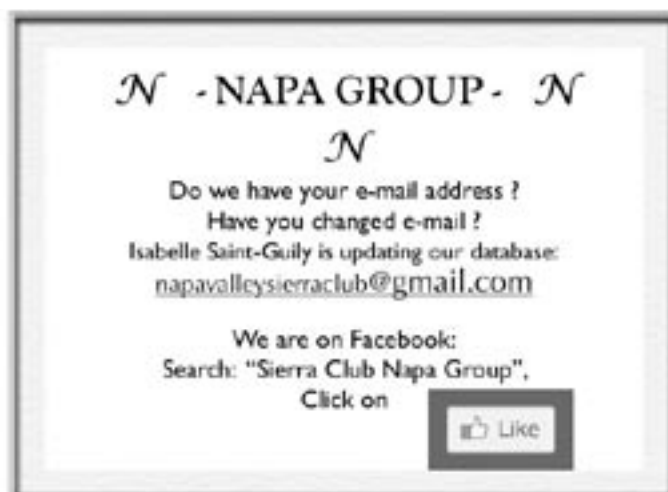 N - NAPA GROUP - N
N
Do we have your e-mail address ?
Have you changed e-mail ?
Isabelle Saint-Guily is updating our database:
napavalleysierraclub@gmail.com
We are on Facebook:
Search: “Sierra Club Napa Group”,
Click on
Like